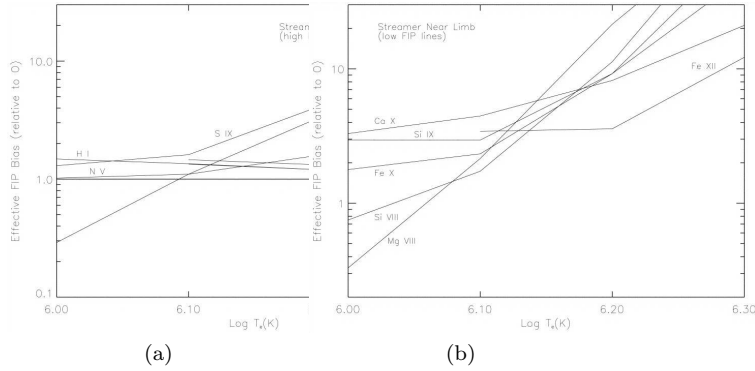 Strean
(high
Effective FIP Bias (relative to O)
10.0
1.0
0.1
S IX
H I
N V
6.00
6.10
Log Te(K)
(a)
Streamer Near Limb
(low FIP lines)
Effective FIP Bias (relative to O)
10
1
Fe XII
Ca X
Si IX
Fe X
Si VIII
Mg VIII
6.00
6.10
6.20
6.30
Log Te(K)
(b)